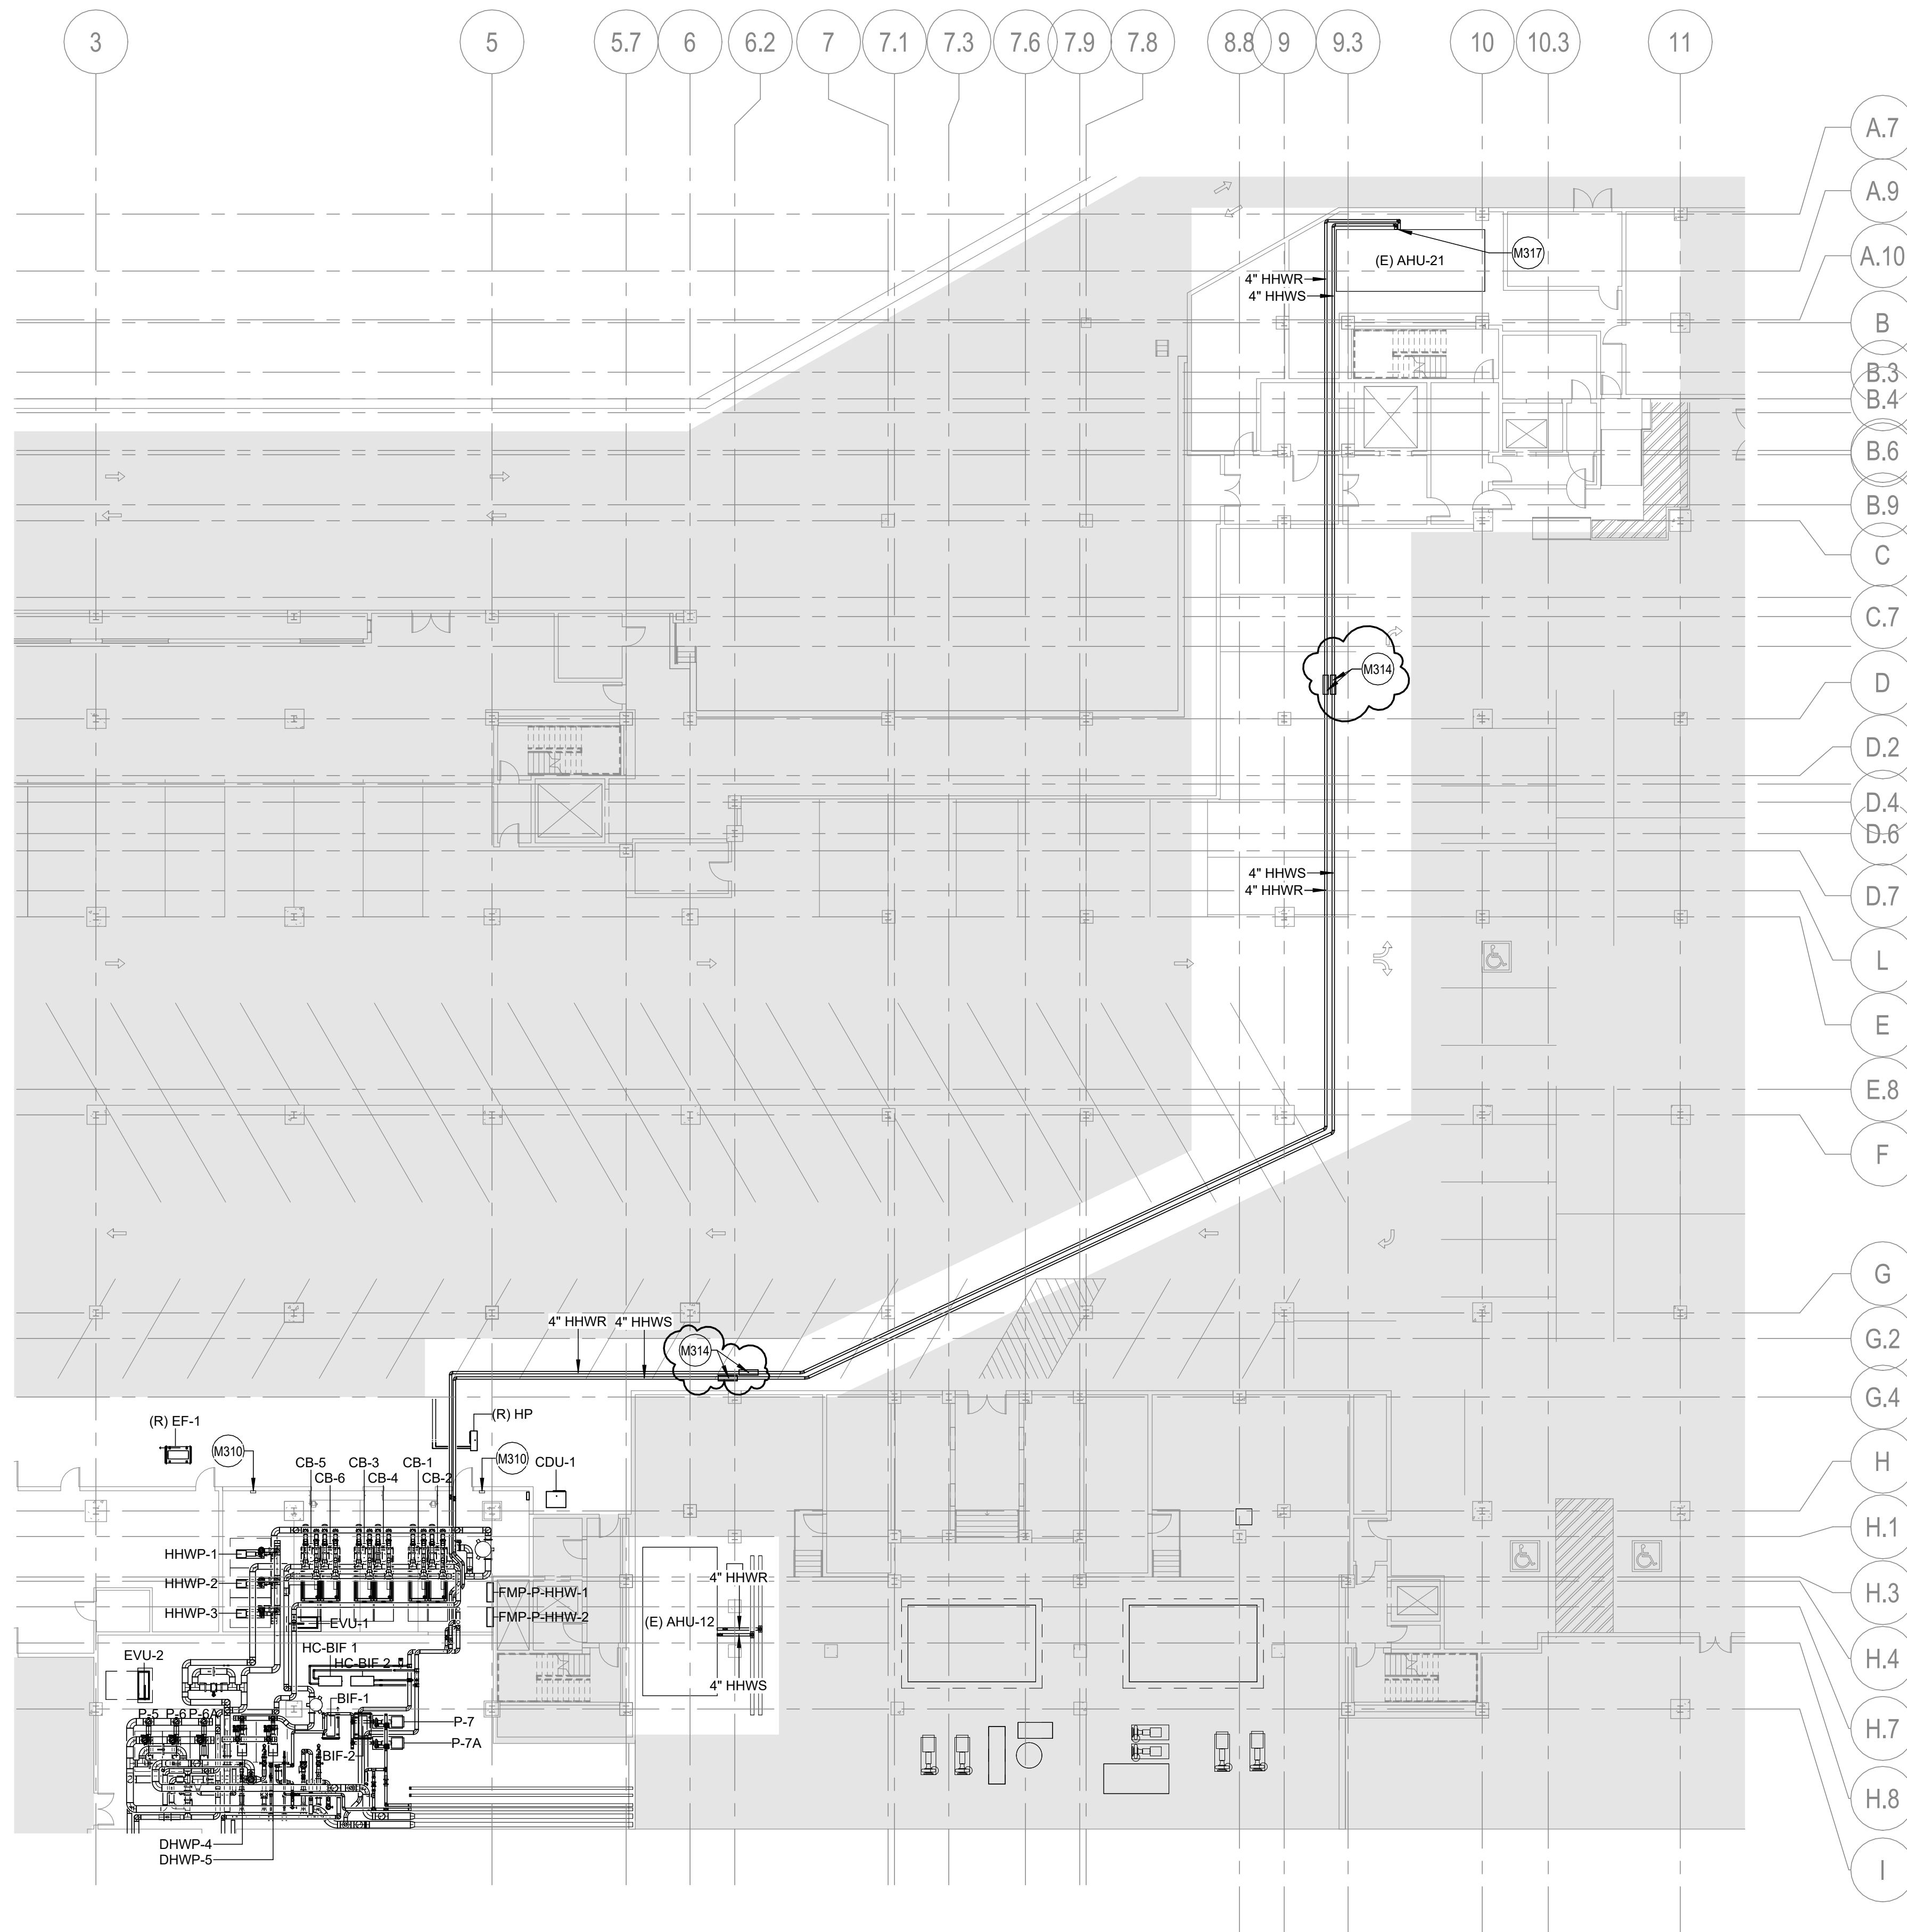 3
5
5.7
6
6.2
7
7.1
7.3
7.6
7.9
7.8
8.8
9
9.3
10
10.3
11
A.7
A.9
A.10
B
B.3
B.4
B.6
B.9
C
C.7
D
D.2
D.4
D.6
D.7
L
E
E.8
F
G
G.2
G.4
H
H.1
H.3
H.4
H.7
H.8
I
M317
(E) AHU-21
4" HHWR
4" HHWS
M314
4" HHWS
4" HHWR
4" HHWR
4" HHWS
M314
(R) EF-1
(R) HP
M310
M310
CDU-1
CB-5
CB-3
CB-1
CB-6
CB-4
CB-2
HHWP-1
HHWP-2
HHWP-3
FMP-P-HHW-1
FMP-P-HHW-2
4" HHWR
(E) AHU-12
4" HHWS
EVU-1
HC-BIF 1
HC-BIF 2
EVU-2
BIF-1
P-5
P-6
P-6A
P-7
P-7A
BIF-2
DHWP-4
DHWP-5